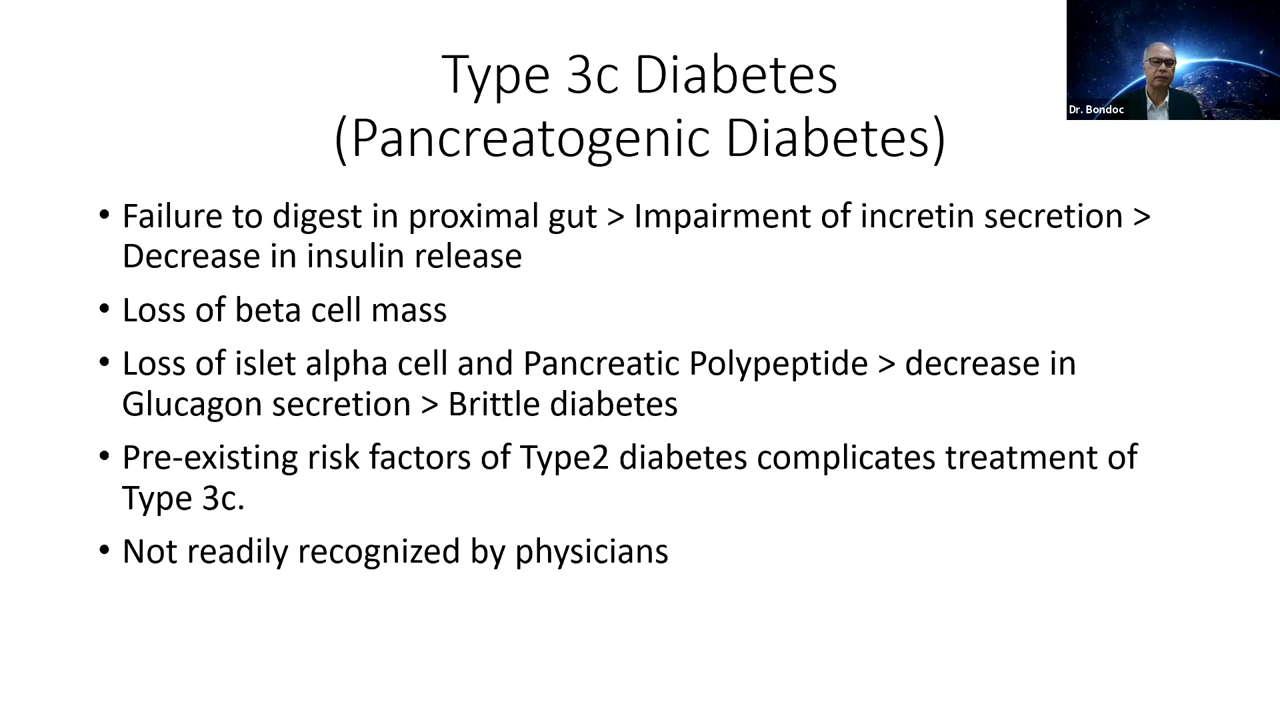 Type 3c Diabetes
(Pancreatogenic Diabetes)
Dr. Bondoc
• Failure to digest in proximal gut > Impairment of incretin secretion >
Decrease in insulin release
• Loss of beta cell mass
• Loss of islet alpha cell and Pancreatic Polypeptide > decrease in
Glucagon secretion > Brittle diabetes
• Pre-existing risk factors of Type2 diabetes complicates treatment of
Type 3c.
• Not readily recognized by physicians